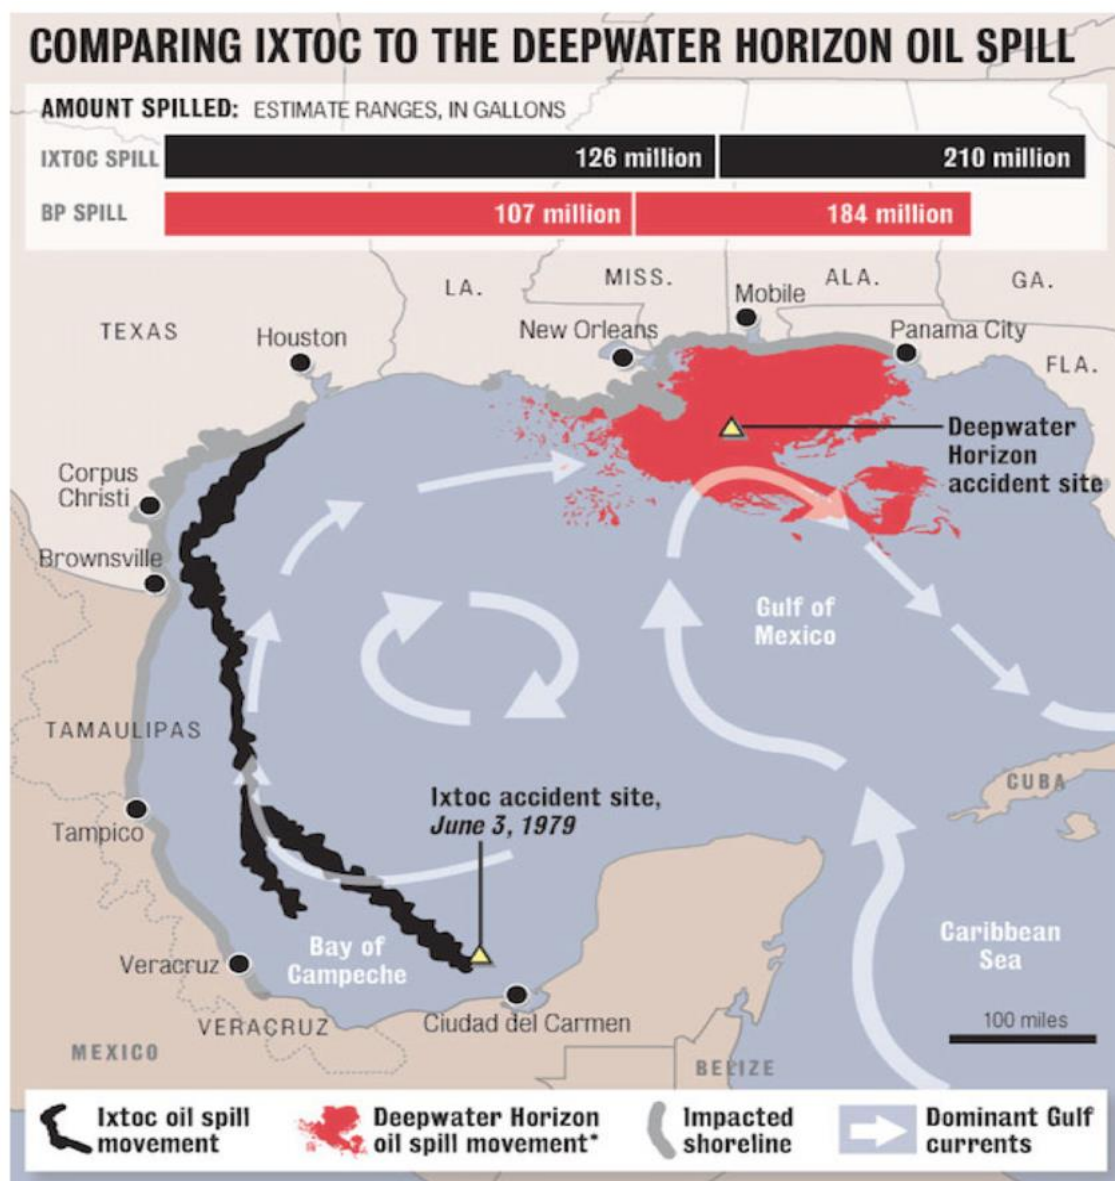 COMPARING IXTOC TO THE DEEPWATER HORIZON OIL SPILL
AMOUNT SPILLED: ESTIMATE RANGES, IN GALLONS
IXTOC SPILL 126 million 210 million
BP SPILL 107 million 184 million
LA.
MISS.
ALA.
GA.
Mobile
TEXAS
Houston
New Orleans
Panama City
FLA.
Deepwater
Horizon
accident site
Corpus
Christi
Brownsville
Gulf of
Mexico
TAMAULIPAS
CUBA
Ixtoc accident site,
June 3, 1979
Tampico
Bay of
Campeche
Caribbean
Sea
Veracruz
VERACRUZ
Ciudad del Carmen
100 miles
MEXICO
BELIZE
Ixtoc oil spill
movement
Deepwater Horizon
oil spill movement*
Impacted
shoreline
Dominant Gulf
currents